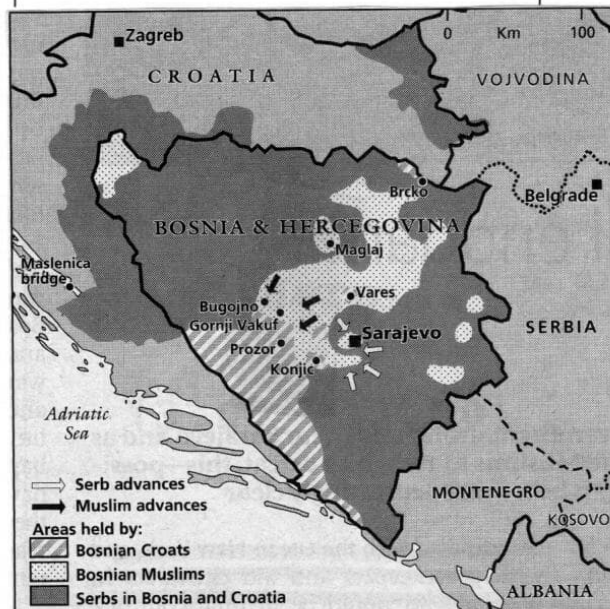 0 Km 100
Zagreb
CROATIA
VOJVODINA
Brcko
Belgrade
BOSNIA & HERCEGOVINA
Maglaj
Maslenica
bridge
Vares
Bugojno
Gornji Vakuf
Sarajevo
SERBIA
Prozor
Konjic
Adriatic
Sea
Serb advances
Muslim advances
MONTENEGRO
KOSOVO
Areas held by:
Bosnian Croats
Bosnian Muslims
Serbs in Bosnia and Croatia
ALBANIA